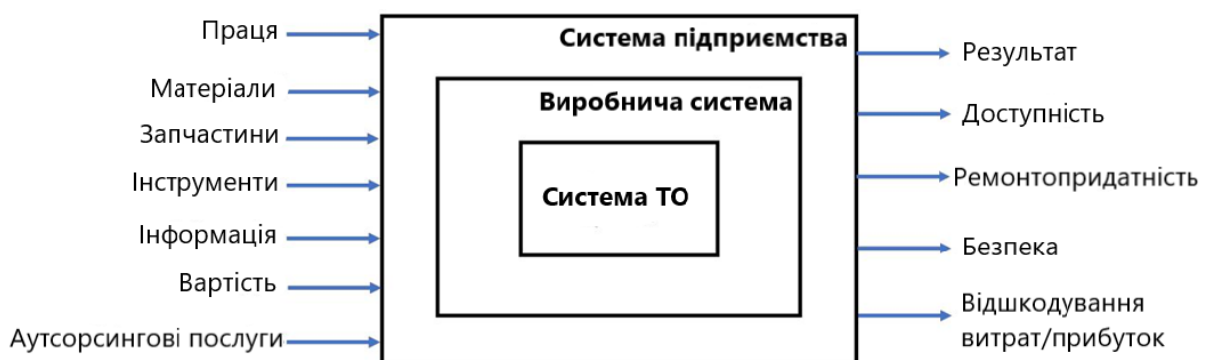 Праця
Матеріали
Запчастини
Інструменти
Інформація
Вартість
Аутсорсингові послуги
Система підприємства
Виробнича система
Система ТО
Результат
Доступність
Ремонтопридатність
Безпека
Відшкодування
витрат/прибуток